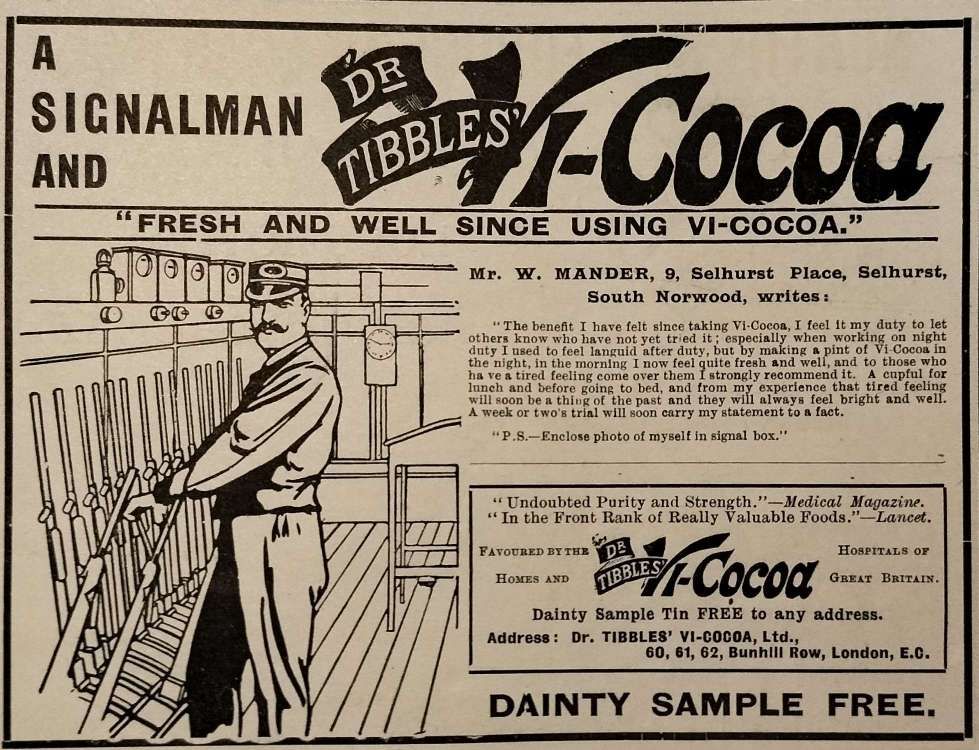 A
SIGNALMAN
AND
DR
TIBBLES' Vi-Cocoa
"FRESH AND WELL SINCE USING VI-COCOA."
Mr. W. MANDER, 9, Selhurst Place, Selhurst,
South Norwood, writes:
"The benefit I have felt since taking Vi-Cocoa, I feel it my duty to let
others know who have not yet tried it; especially when working on night
duty I used to feel languid after duty, but by making a pint of Vi-Cocoa in
the night, in the morning I now feel quite fresh and well, and to those who
have a tired feeling come over them I strongly recommend it. A cupful for
lunch and before going to bed, and from my experience that tired feeling
will soon be a thing of the past and they will always feel bright and well.
A week or two's trial will soon carry my statement to a fact.
"P.S.—Enclose photo of myself in signal box."
"Undoubted Purity and Strength."—Medical Magazine.
"In the Front Rank of Really Valuable Foods."—Lancet.
FAVOURED BY THE
HOMES AND
DR
TIBBLES' Vi-Cocoa
HOSPITALS OF
GREAT BRITAIN.
Dainty Sample Tin FREE to any address.
Address: Dr. TIBBLES' VI-COCOA, Ltd.,
60, 61, 62, Bunhill Row, London, E.C.
DAINTY SAMPLE FREE.